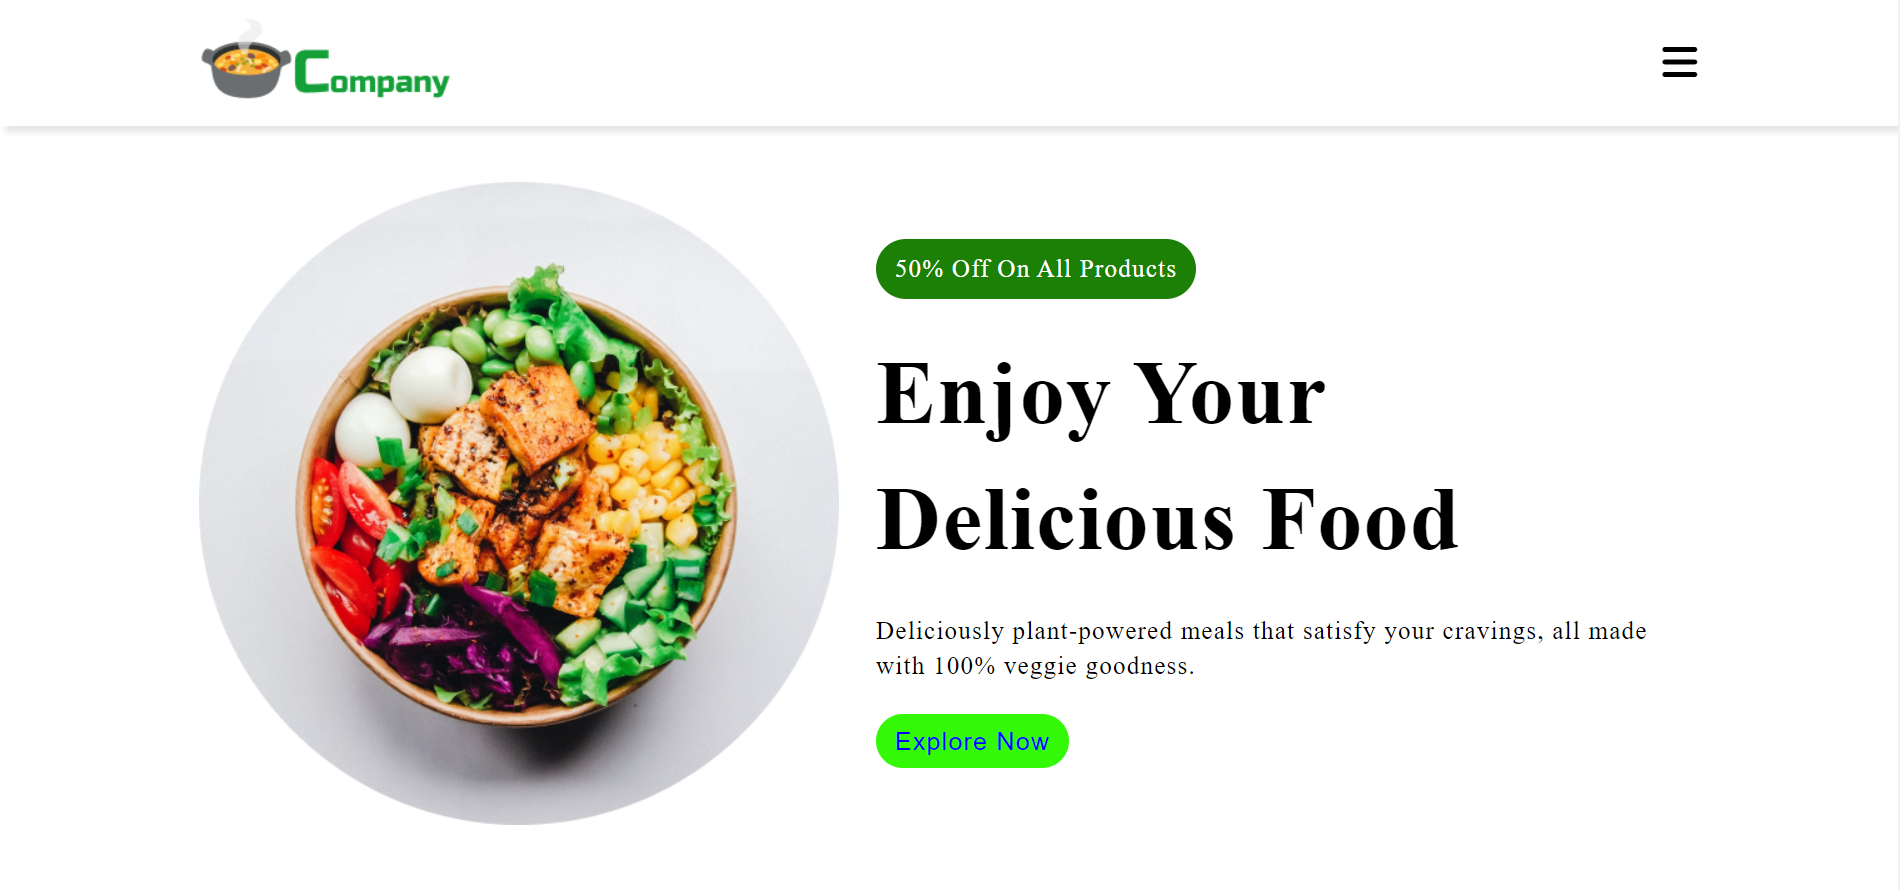 Company
50% Off On All Products
Enjoy Your
Delicious Food
Deliciously plant-powered meals that satisfy your cravings, all made
with 100% veggie goodness.
Explore Now